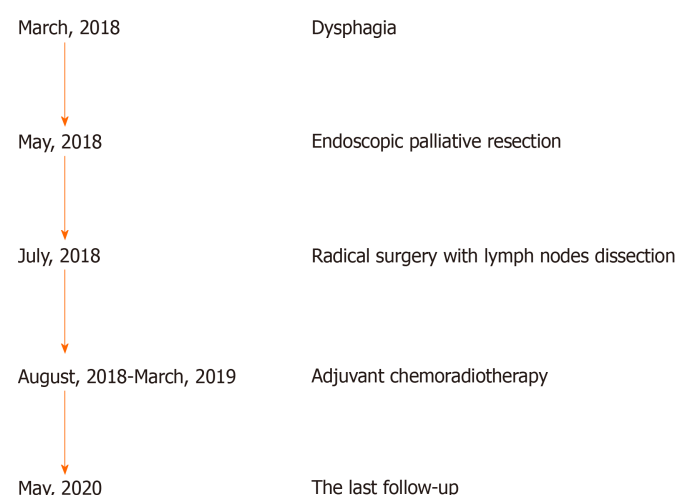 March, 2018 Dysphagia
May, 2018 Endoscopic palliative resection
July, 2018 Radical surgery with lymph nodes dissection
August, 2018-March, 2019 Adjuvant chemoradiotherapy
May, 2020 The last follow-up